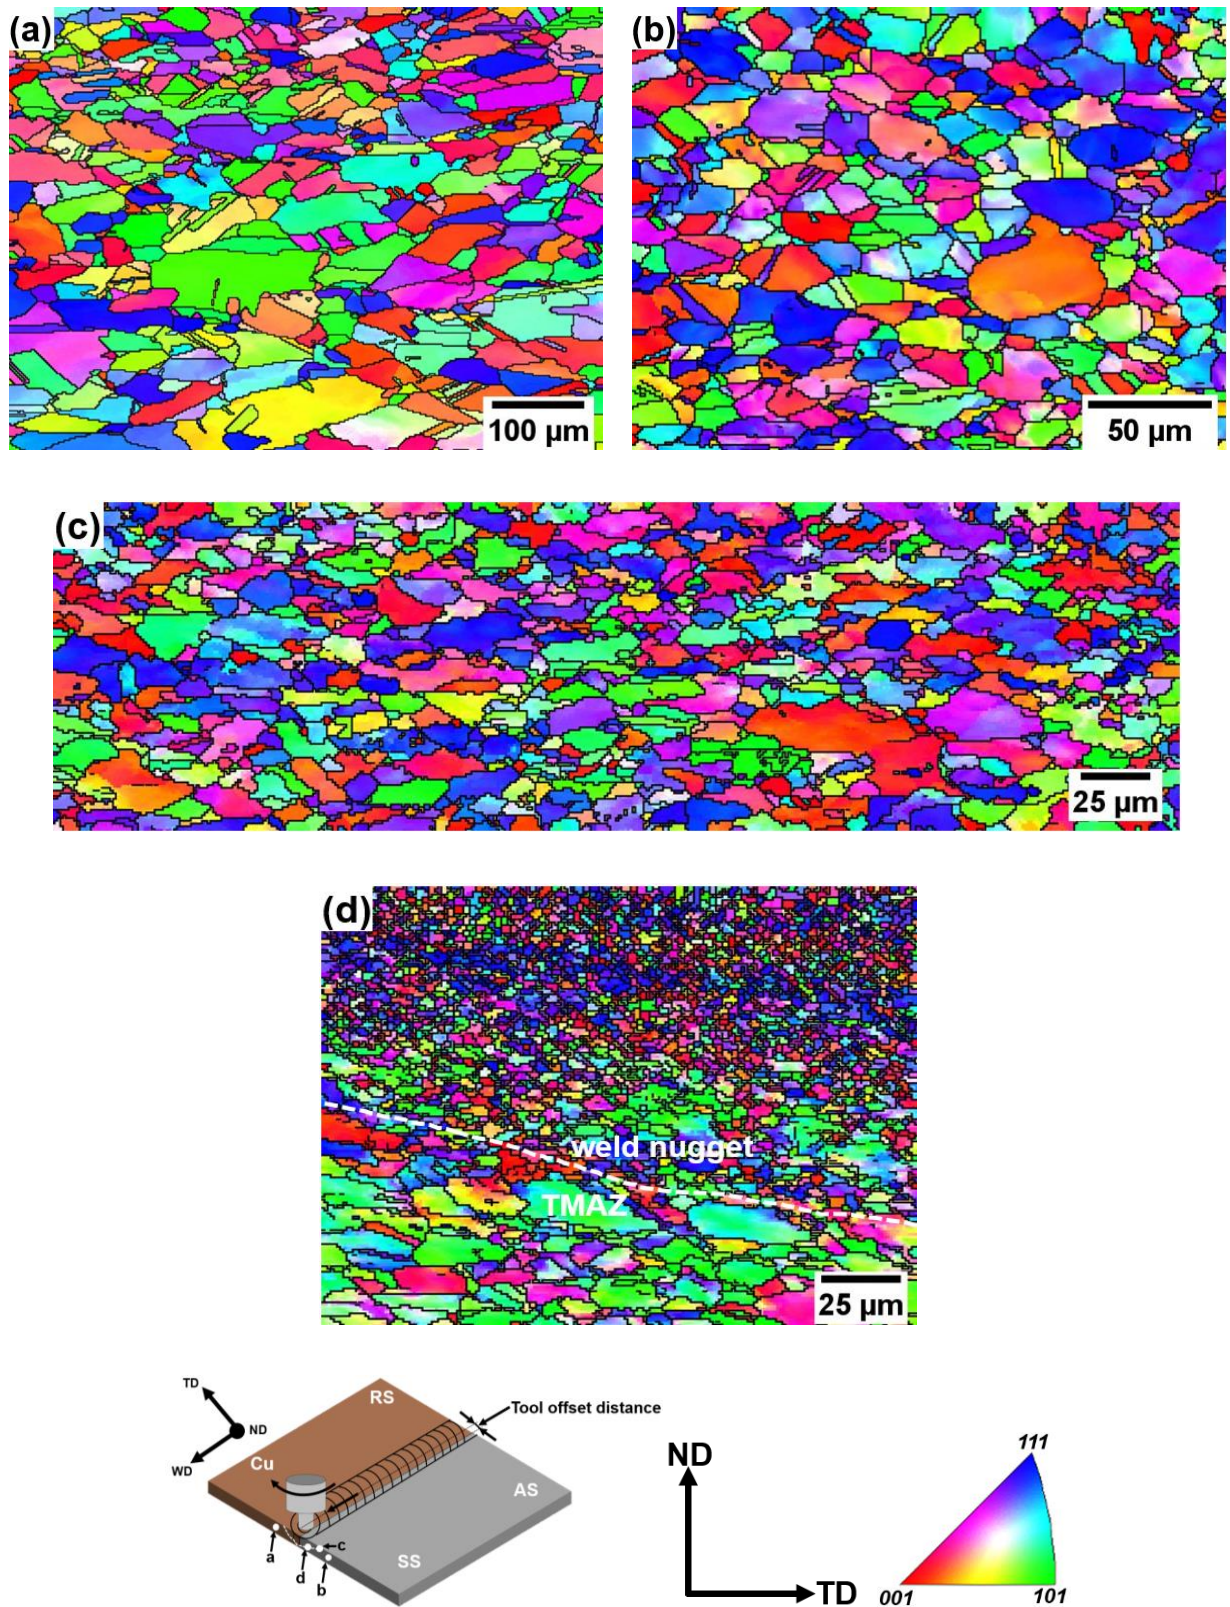 (a)
100 µm
(b)
50 µm
(c)
25 µm
(d)
weld nugget
TMAZ
25 µm
TD
ND
WD
RS
Tool offset distance
Cu
AS
SS
a
d
c
b
ND
TD
111
001
101